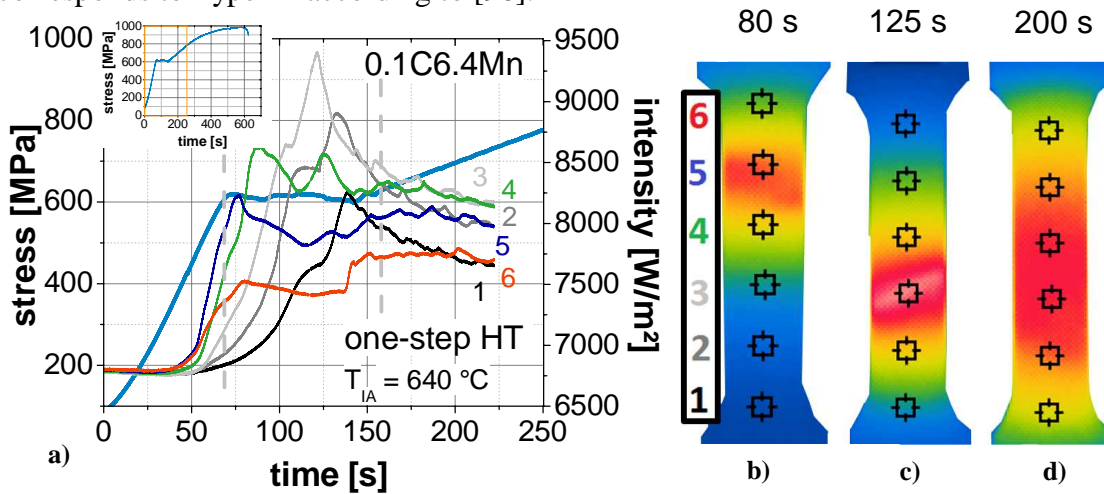 80 s 125 s 200 s
1000
800
600
400
200
stress [MPa]
1000
800
600
400
200
0
stress [MPa]
0 200 400 600
time [s]
0.1C6.4Mn
9500
9000
8500
8000
7500
7000
6500
intensity [W/m²]
3
4
2
5
6
1
one-step HT
T_IA = 640 °C
0 50 100 150 200 250
time [s]
a)
6
5
4
3
2
1
b) c) d)